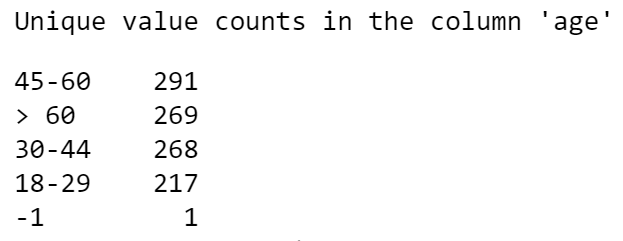 Unique value counts in the column 'age'
45-60    291
> 60     269
30-44    268
18-29    217
-1         1